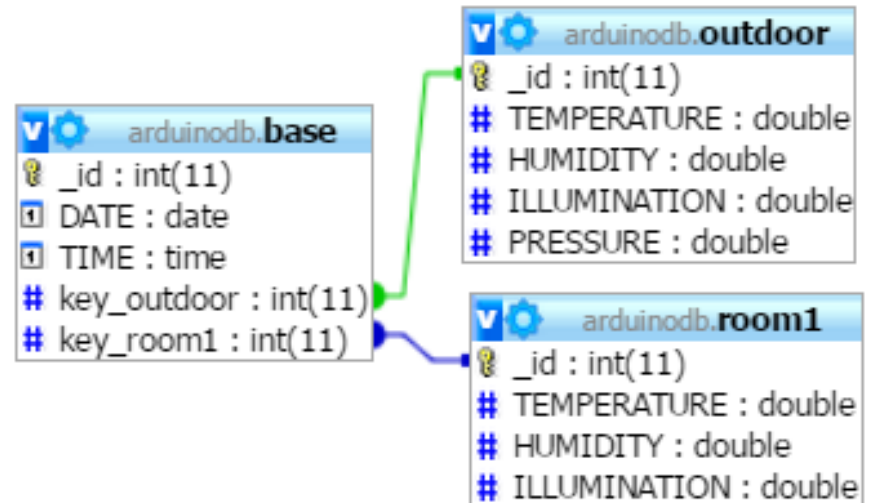 arduinodb.base
_id : int(11)
DATE : date
TIME : time
# key_outdoor : int(11)
# key_room1 : int(11)
arduinodb.outdoor
_id : int(11)
# TEMPERATURE : double
# HUMIDITY : double
# ILLUMINATION : double
# PRESSURE : double
arduinodb.room1
_id : int(11)
# TEMPERATURE : double
# HUMIDITY : double
# ILLUMINATION : double